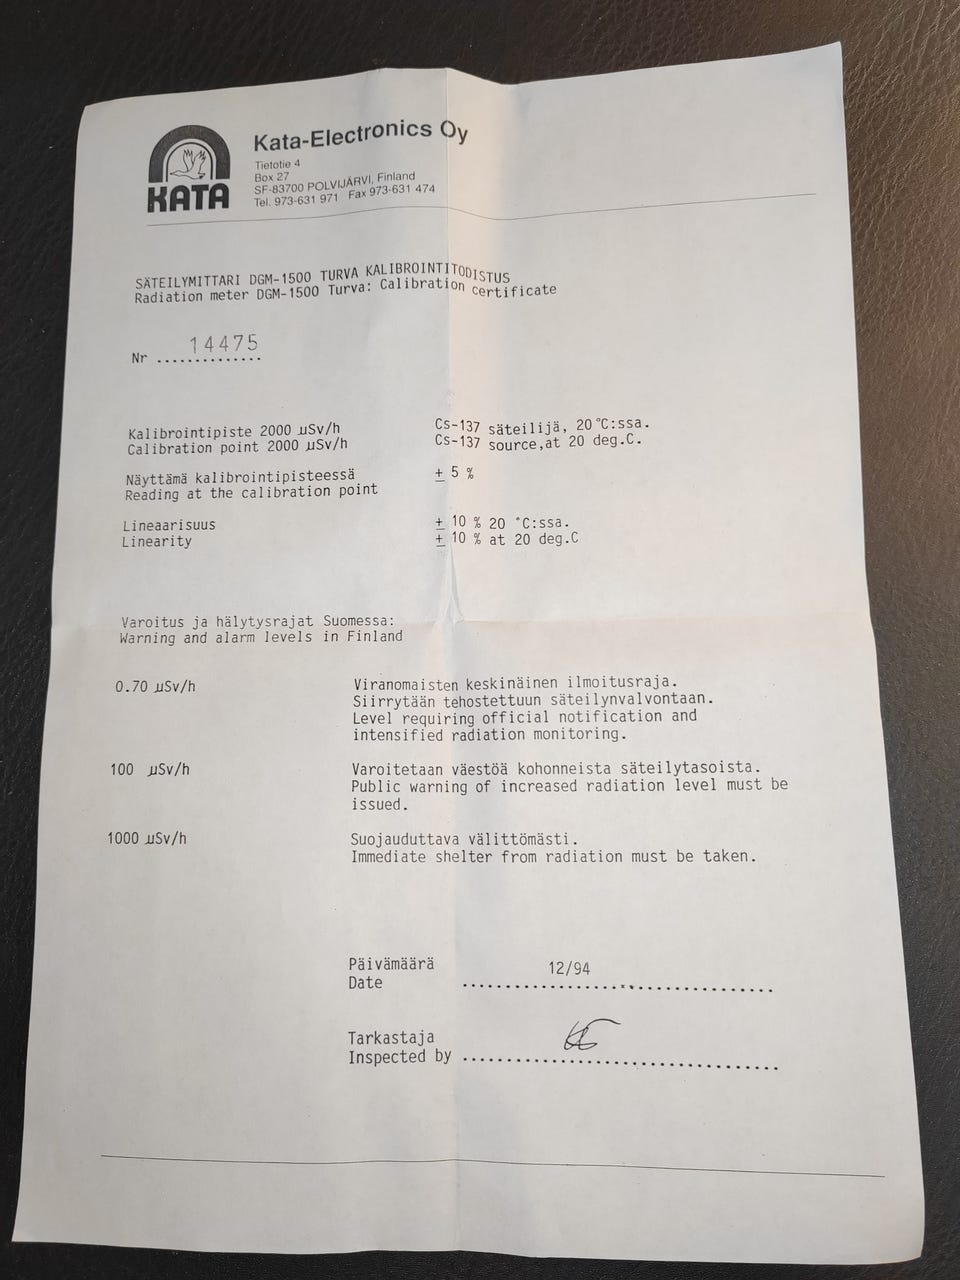 KATA
Kata-Electronics Oy
Tietotie 4
Box 27
SF-83700 POLVIJÄRVI, Finland
Tel. 973-631 971 Fax 973-631 474
SÄTEILYMITTARI DGM-1500 TURVA KALIBROINTITODISTUS
Radiation meter DGM-1500 Turva: Calibration certificate
Nr 14475
Kalibrointipiste 2000 µSv/h Cs-137 säteilijä, 20 °C:ssa.
Calibration point 2000 µSv/h Cs-137 source,at 20 deg.C.
Näyttämä kalibrointipisteessä ± 5 %
Reading at the calibration point
Lineaarisuus ± 10 % 20 °C:ssa.
Linearity ± 10 % at 20 deg.C
Varoitus ja hälytysrajat Suomessa:
Warning and alarm levels in Finland
0.70 µSv/h Viranomaisten keskinäinen ilmoitusraja.
Siirrytään tehostettuun säteilynvalvontaan.
Level requiring official notification and
intensified radiation monitoring.
100 µSv/h Varoitetaan väestöä kohonneista säteilytasoista.
Public warning of increased radiation level must be
issued.
1000 µSv/h Suojauduttava välittömästi.
Immediate shelter from radiation must be taken.
Päivämäärä 12/94
Date
Tarkastaja
Inspected by